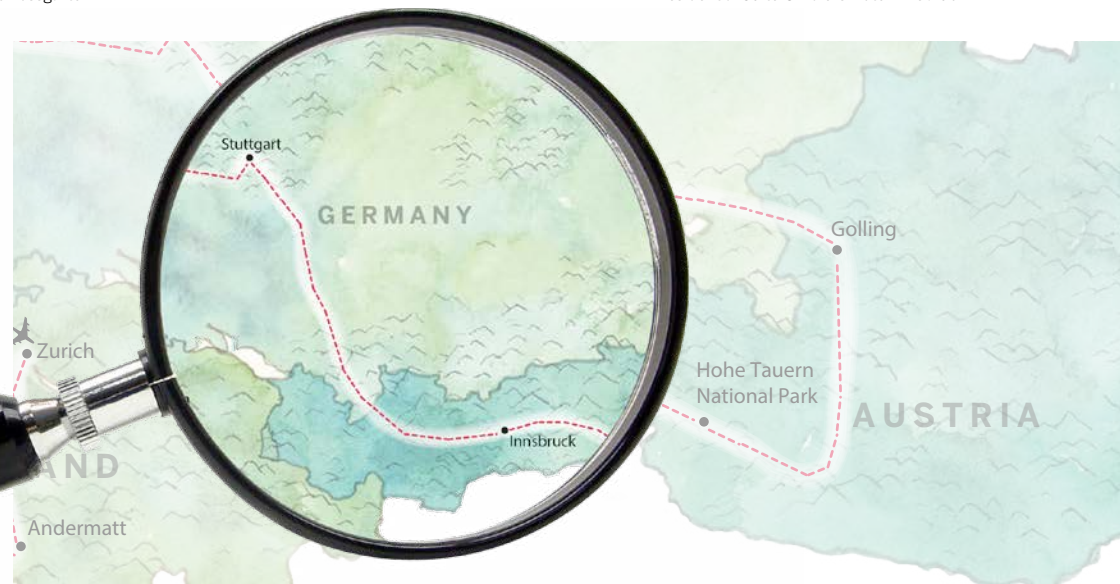 Stuttgart
GERMANY
Golling
Zurich
Hohe Tauern
National Park
AUSTRIA
Innsbruck
AND
Andermatt